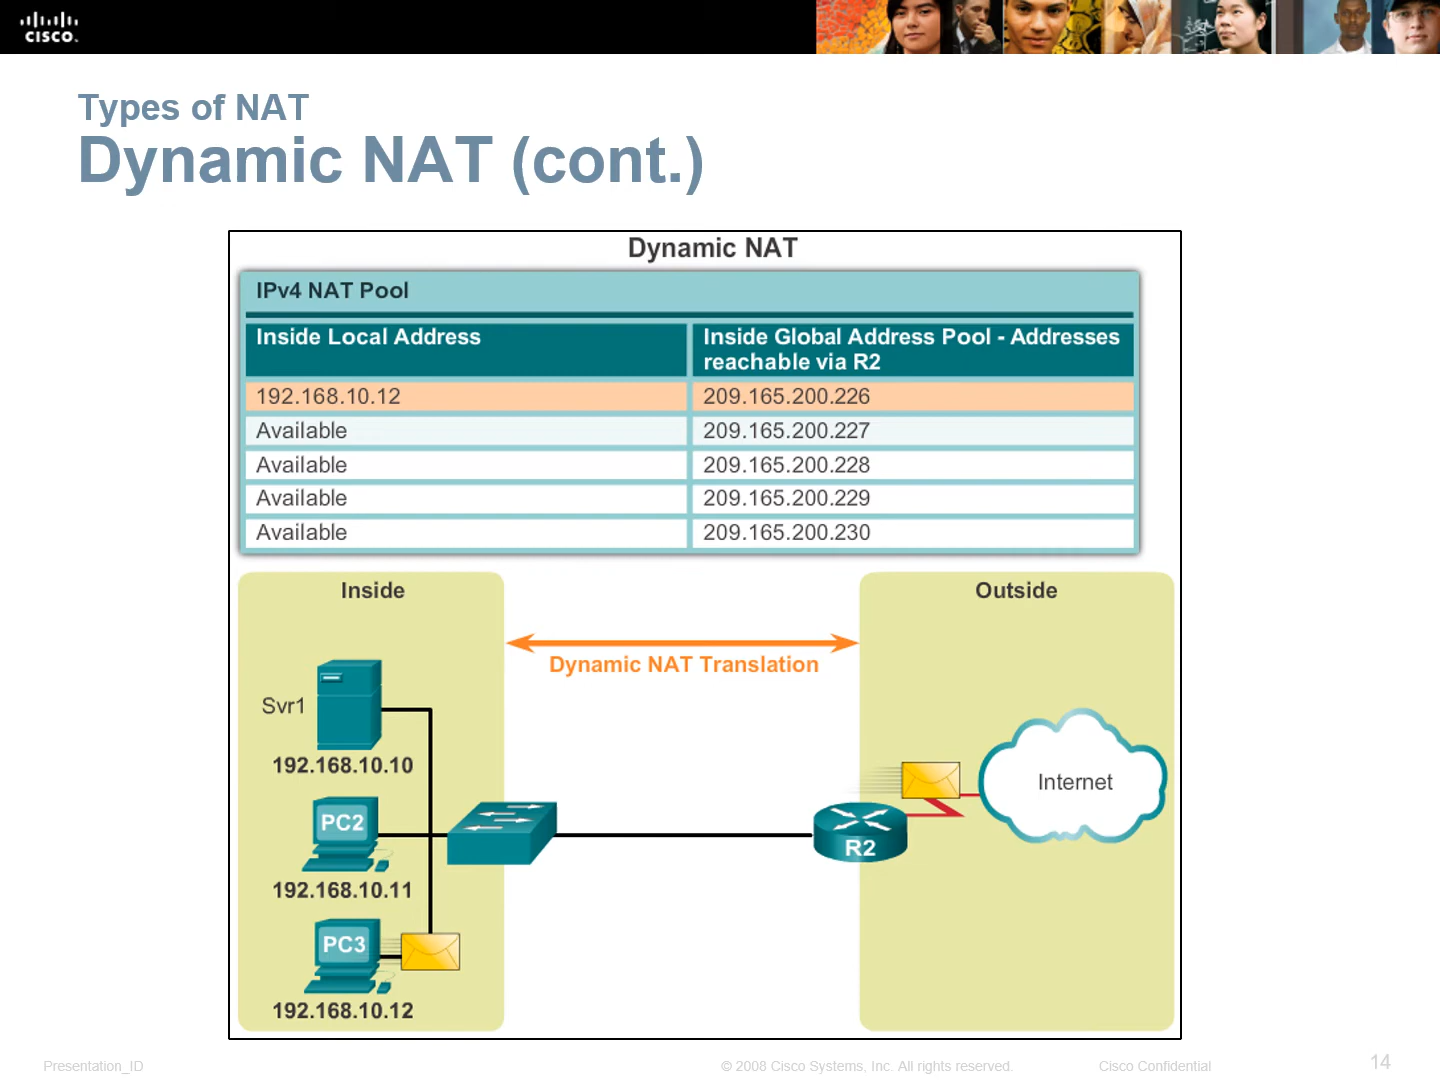 CISCO.
Types of NAT
Dynamic NAT (cont.)
Dynamic NAT
IPv4 NAT Pool
Inside Local Address
Inside Global Address Pool - Addresses
reachable via R2
192.168.10.12
209.165.200.226
Available
209.165.200.227
Available
209.165.200.228
Available
209.165.200.229
Available
209.165.200.230
Inside
Outside
Dynamic NAT Translation
Svr1
192.168.10.10
Internet
PC2
R2
192.168.10.11
PC3
192.168.10.12
Presentation_ID
© 2008 Cisco Systems, Inc. All rights reserved.
Cisco Confidential
14